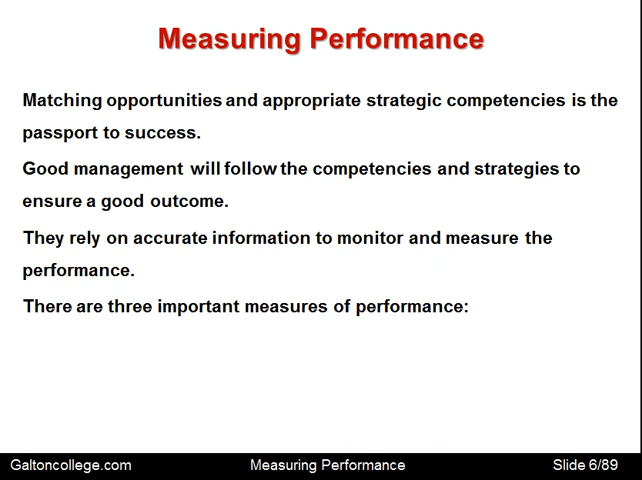 Measuring Performance
Matching opportunities and appropriate strategic competencies is the
passport to success.
Good management will follow the competencies and strategies to
ensure a good outcome.
They rely on accurate information to monitor and measure the
performance.
There are three important measures of performance:
Galtoncollege.com
Measuring Performance
Slide 6/89